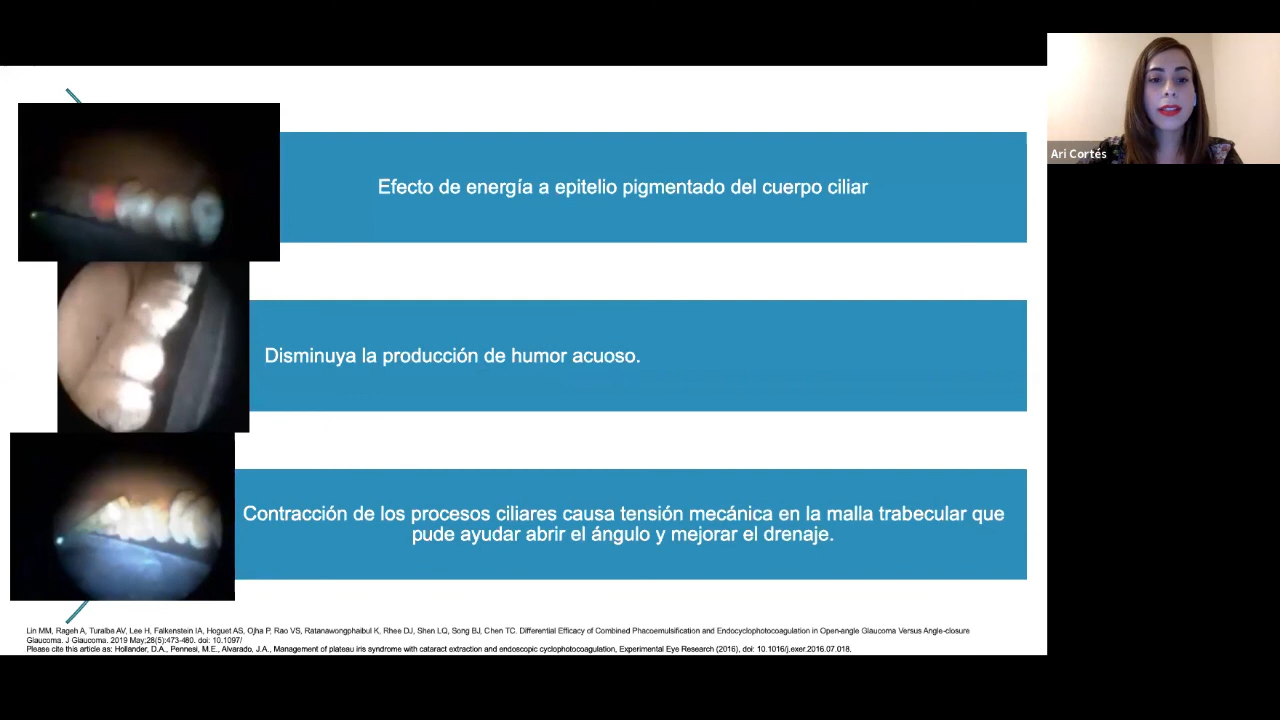 Efecto de energía a epitelio pigmentado del cuerpo ciliar
Ari Cortés
Disminuya la producción de humor acuoso.
Contracción de los procesos ciliares causa tensión mecánica en la malla trabecular que
pude ayudar abrir el ángulo y mejorar el drenaje.
Lin MM, Rageh A, Turalba AV, Lee H, Falkenstein IA, Hoguet AS, Ojha P, Rao VS, Ratanawongphaibul K, Rhee DJ, Shen LQ, Song BJ, Chen TC. Differential Efficacy of Combined Phacoemulsification and Endocyclophotocoagulation in Open-angle Glaucoma Versus Angle-closure
Glaucoma. J Glaucoma. 2019 May;28(5):473-480. doi: 10.1097/
Please cite this article as: Hollander, D.A., Pennesi, M.E., Alvarado, J.A., Management of plateau iris syndrome with cataract extraction and endoscopic cyclophotocoagulation, Experimental Eye Research (2016), doi: 10.1016/j.exer.2016.07.018.